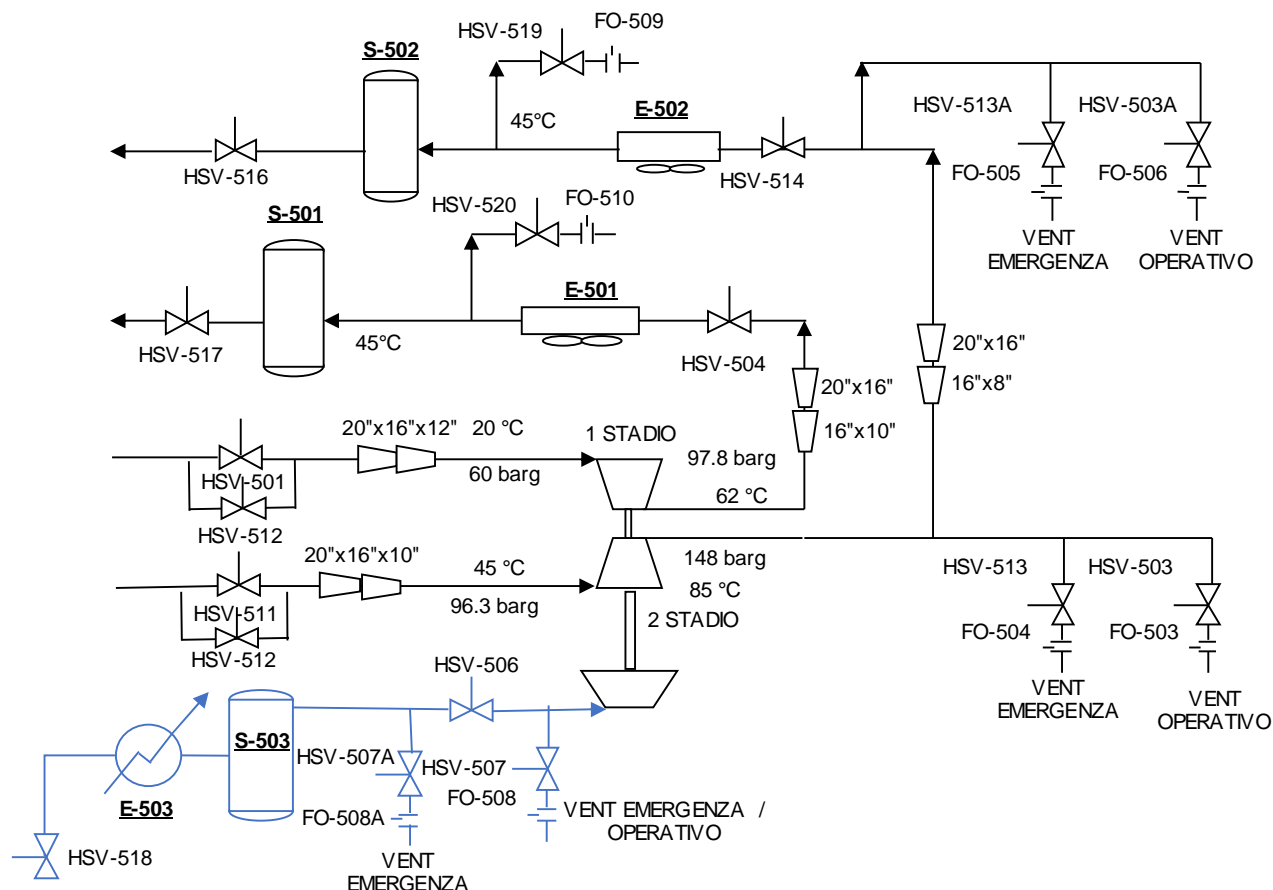 HSV-519
FO-509
S-502
HSV-513A
HSV-503A
45°C
E-502
FO-505
FO-506
HSV-516
HSV-514
HSV-520
FO-510
S-501
VENT
EMERGENZA
VENT
OPERATIVO
E-501
45°C
HSV-517
HSV-504
20"x16"
16"x8"
20"x16"
16"x10"
20"x16"x12"
20 °C
1 STADIO
97.8 barg
HSV-501
60 barg
62 °C
HSV-512
20"x16"x10"
45 °C
148 barg
HSV-513
HSV-503
HSV-511
96.3 barg
85 °C
2 STADIO
FO-504
FO-503
HSV-512
HSV-506
VENT
EMERGENZA
VENT
OPERATIVO
S-503
HSV-507A
HSV-507
FO-508
E-503
FO-508A
VENT EMERGENZA /
OPERATIVO
HSV-518
VENT
EMERGENZA